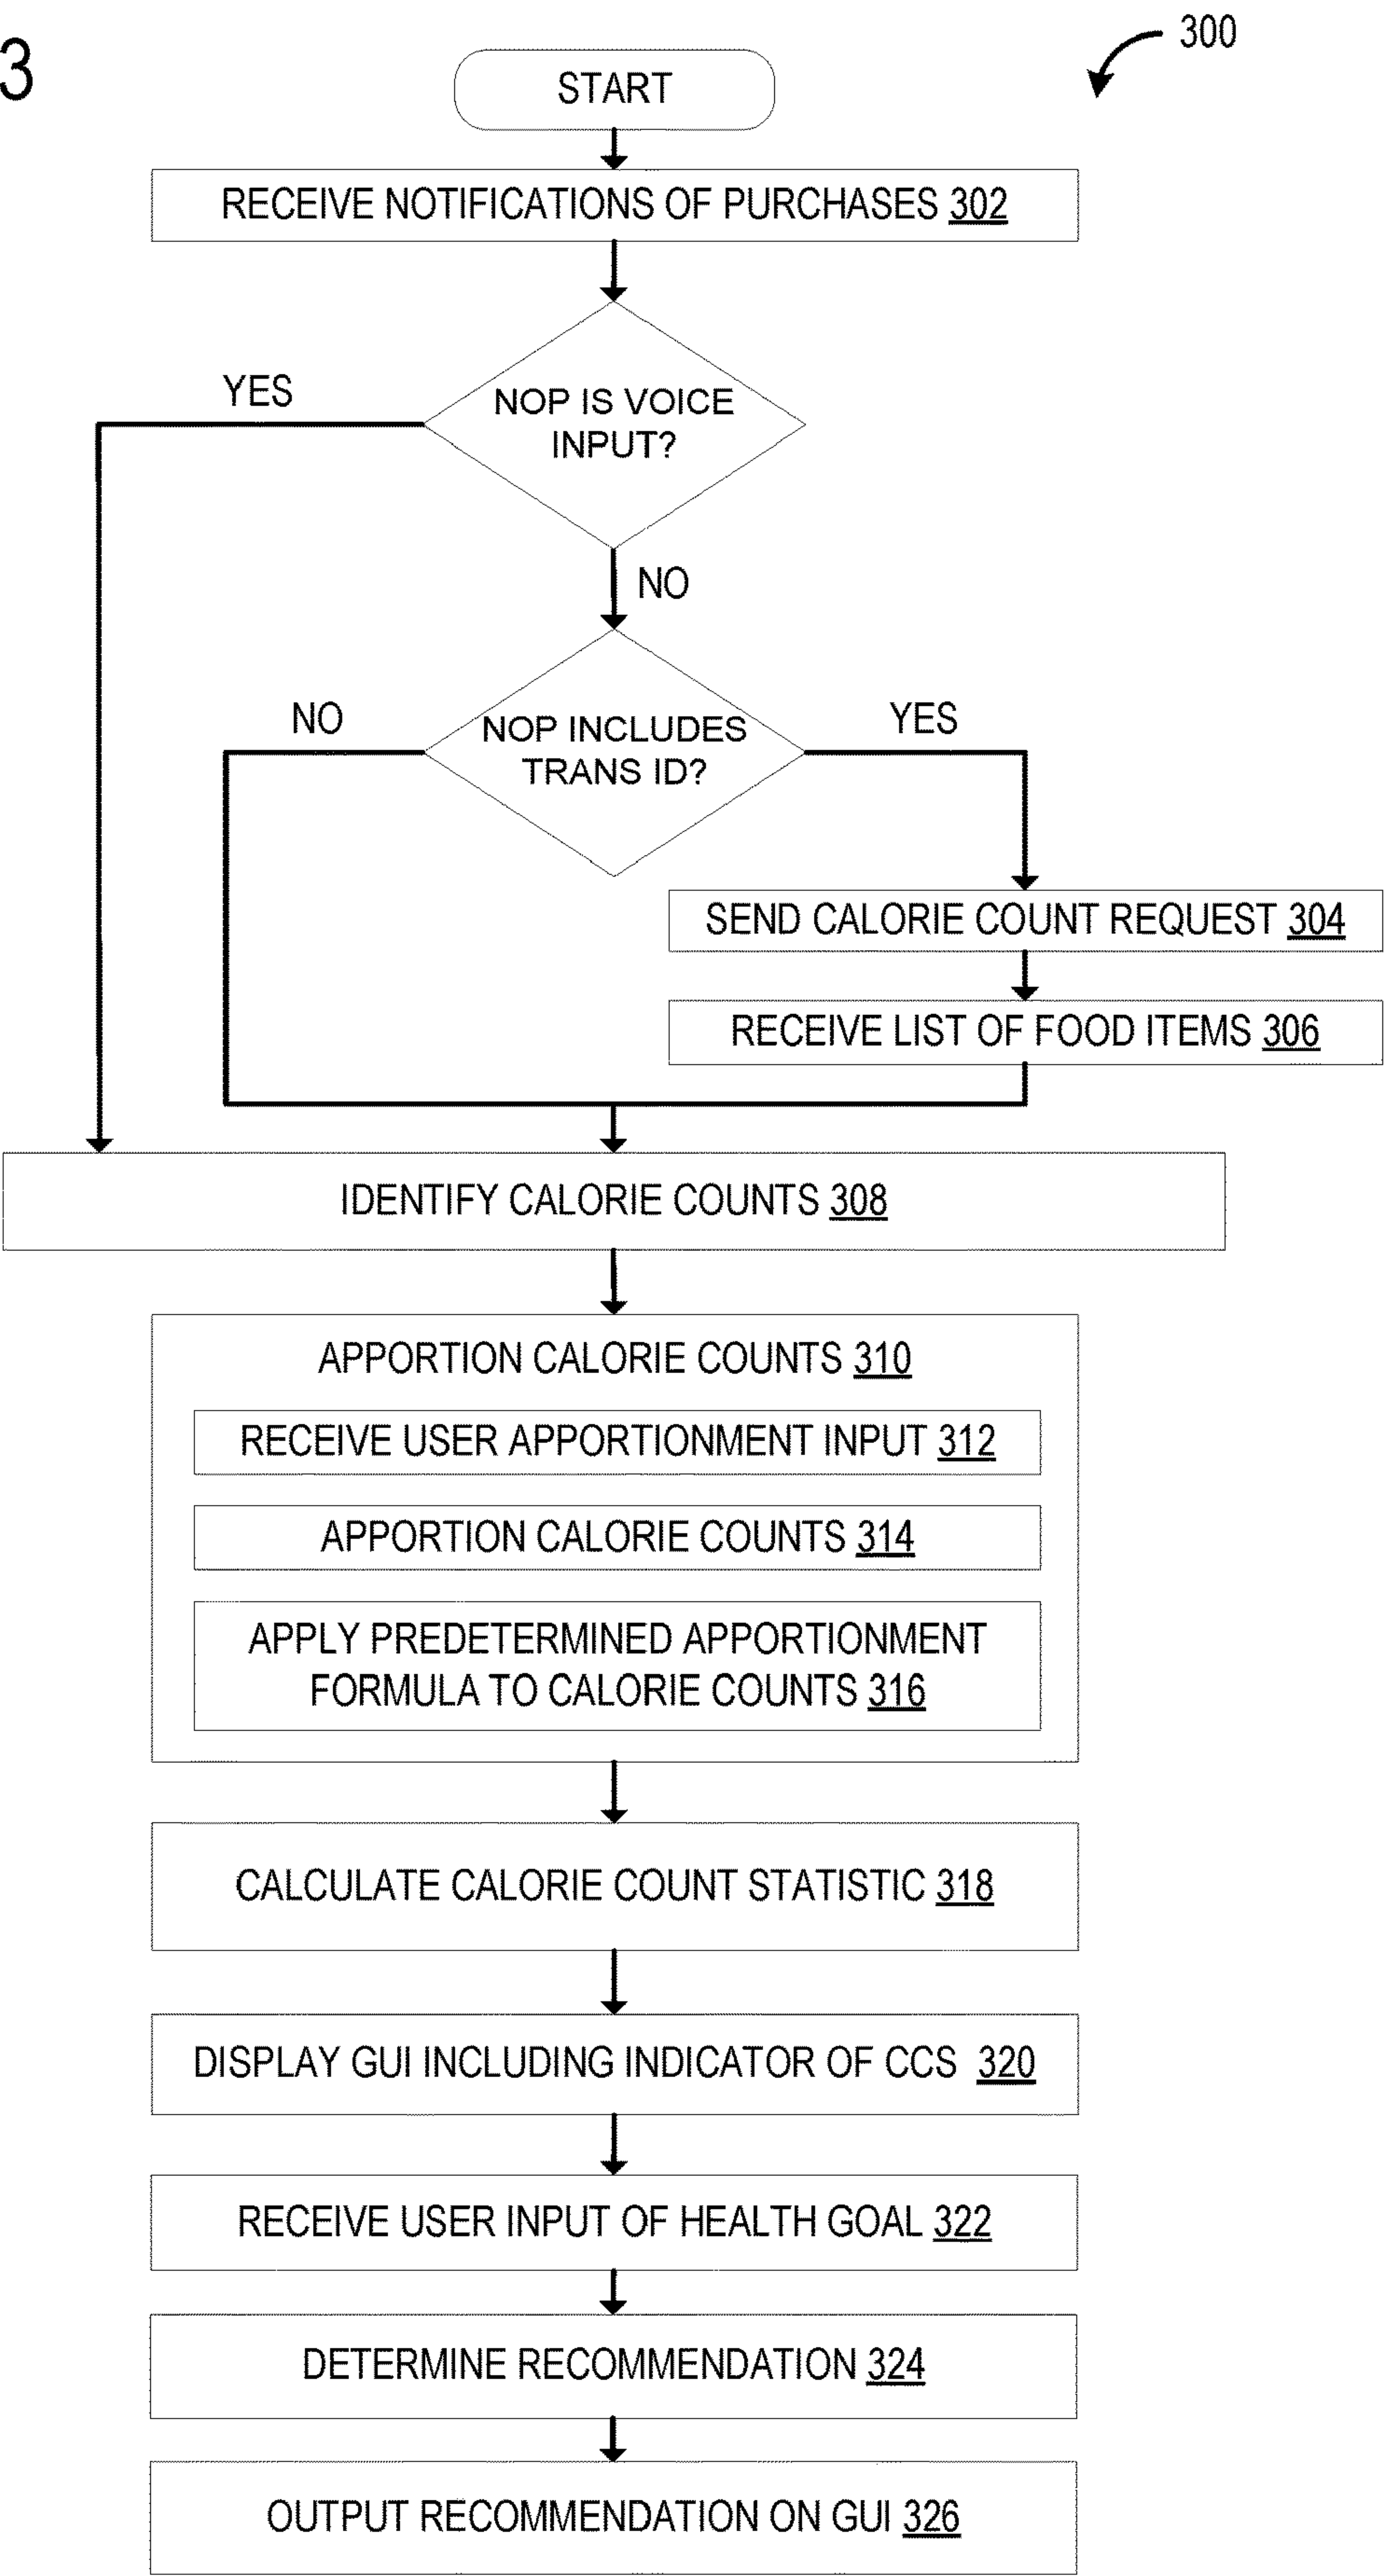 3
300
START
RECEIVE NOTIFICATIONS OF PURCHASES 302
NOP IS VOICE
INPUT?
YES
NO
NOP INCLUDES
TRANS ID?
NO
YES
SEND CALORIE COUNT REQUEST 304
RECEIVE LIST OF FOOD ITEMS 306
IDENTIFY CALORIE COUNTS 308
APPORTION CALORIE COUNTS 310
RECEIVE USER APPORTIONMENT INPUT 312
APPORTION CALORIE COUNTS 314
APPLY PREDETERMINED APPORTIONMENT
FORMULA TO CALORIE COUNTS 316
CALCULATE CALORIE COUNT STATISTIC 318
DISPLAY GUI INCLUDING INDICATOR OF CCS 320
RECEIVE USER INPUT OF HEALTH GOAL 322
DETERMINE RECOMMENDATION 324
OUTPUT RECOMMENDATION ON GUI 326